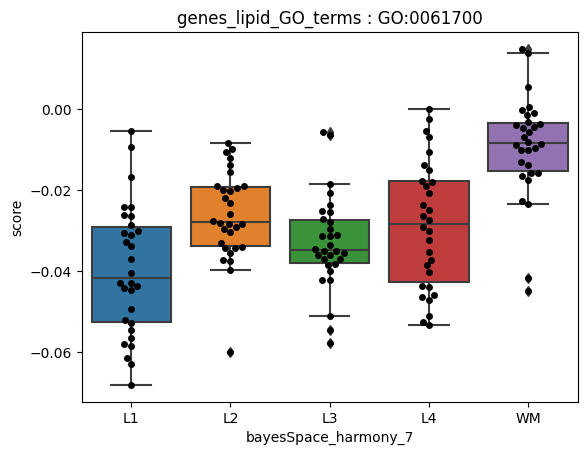 genes_lipid_GO_terms : GO:0061700
score
0.00
−0.02
−0.04
−0.06
L1 L2 L3 L4 WM
bayesSpace_harmony_7